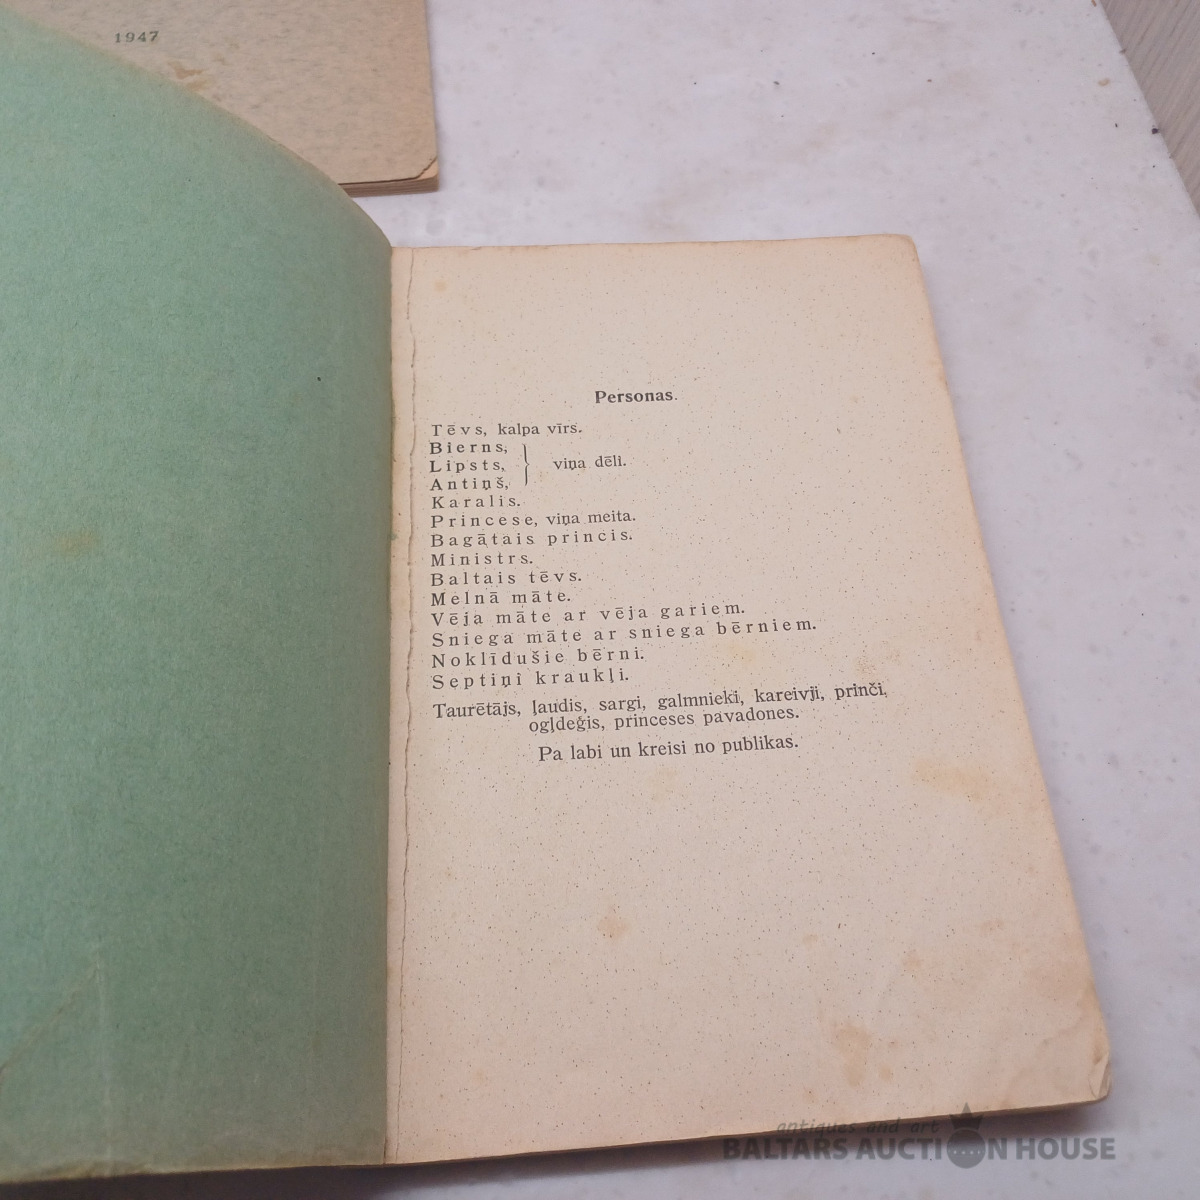 1947
Personas.
Tēvs, kalpa vīrs.
Bierns,
Lipsts, viņa dēli.
Antiņš,
Karalis.
Princese, viņa meita.
Bagātais princis.
Ministrs.
Baltais tēvs.
Melnā māte.
Vēja māte ar vēja gariem.
Sniega māte ar sniega bērniem.
Noklīdušie bērni.
Septiņi kraukļi.
Taurētājs, ļaudis, sargi, galmnieki, kareivji, prinči,
ogļdeģis, princeses pavadones.
Pa labi un kreisi no publikas.
antiques and art
BALTARS AUCTION HOUSE